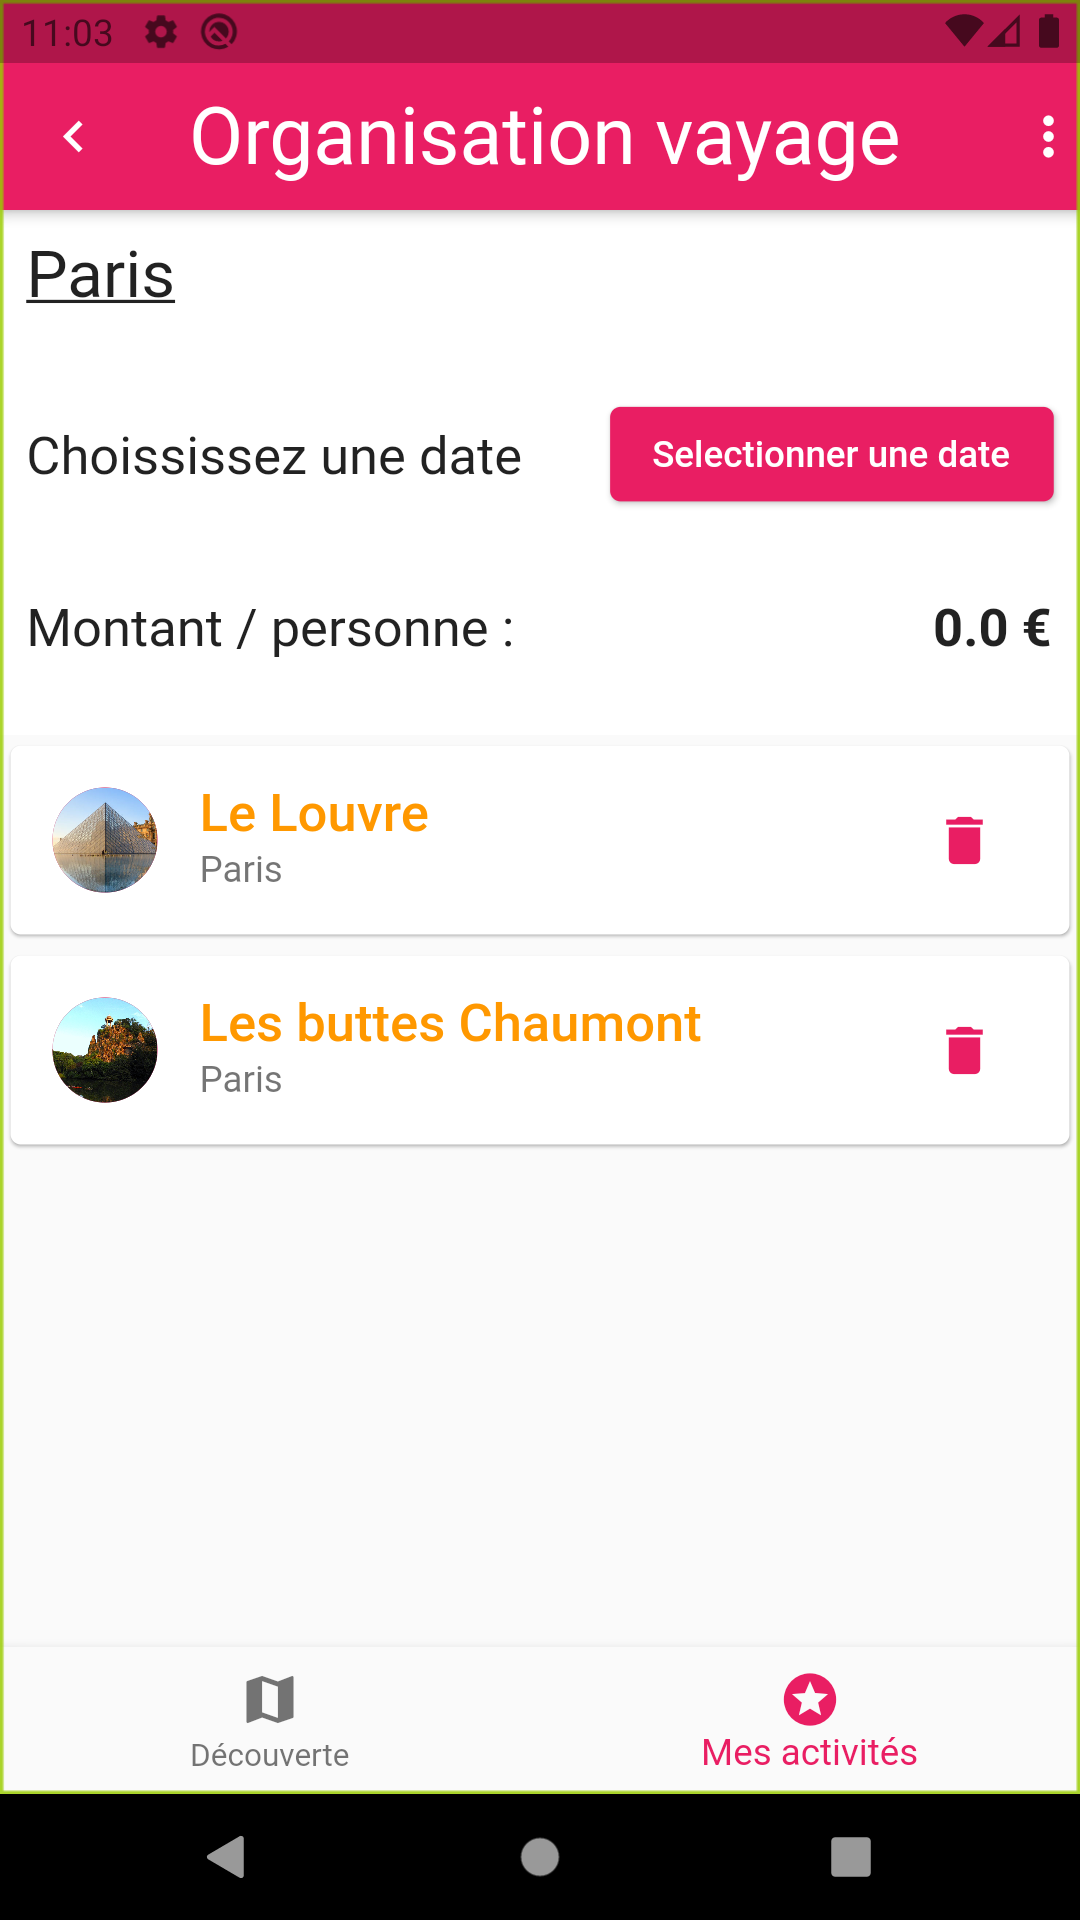 11:03
Organisation vayage
Paris
Choississez une date
Selectionner une date
Montant / personne :
0.0 €
Le Louvre
Paris
Les buttes Chaumont
Paris
Découverte
Mes activités